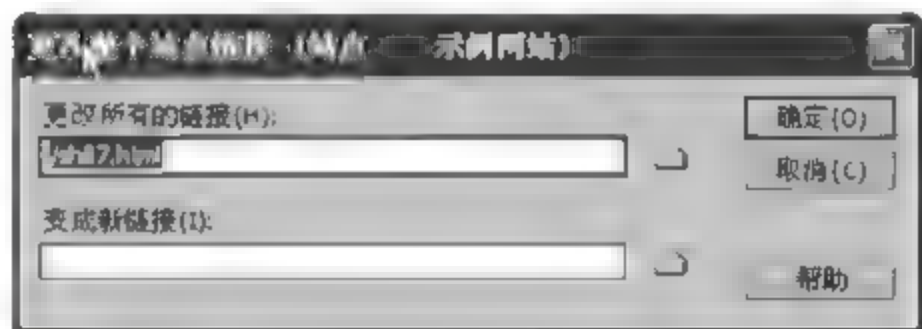 更改整个站点链接 (站点 示例网站)
更改所有的链接(H):
确定(O)
取消(C)
变成新链接(I):
帮助